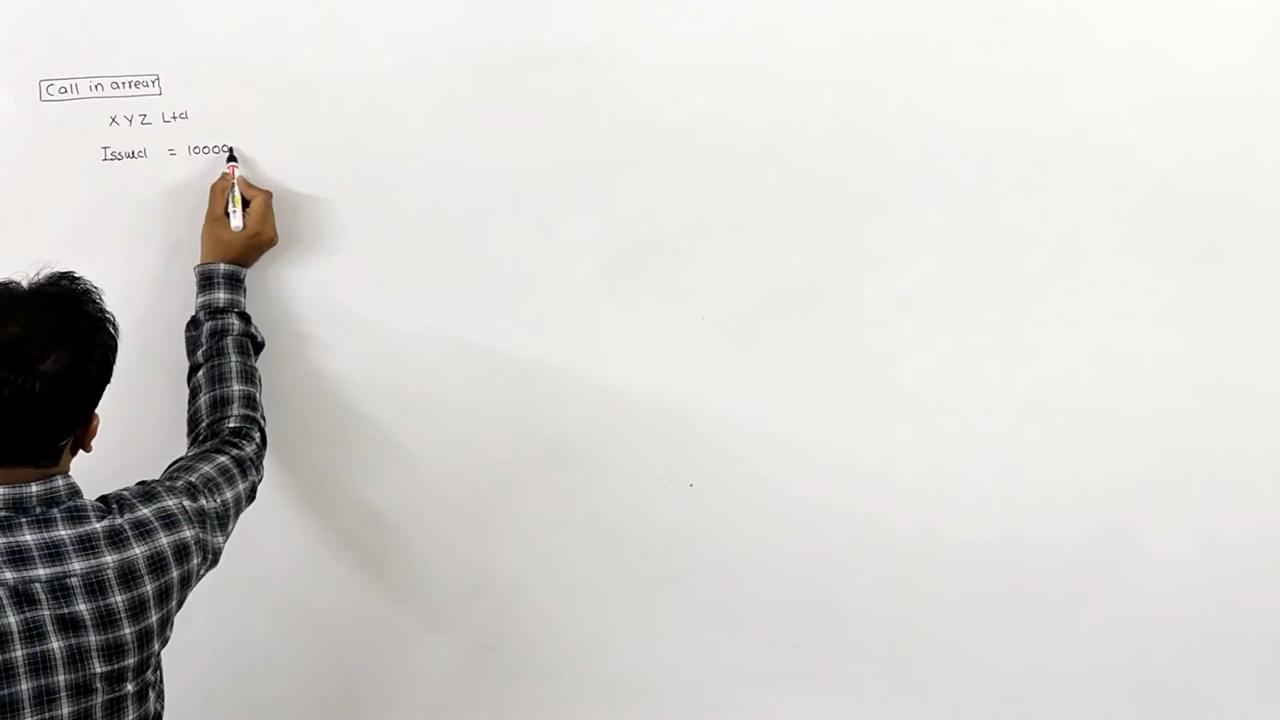 Call in arrear
XYZ Ltd
Issued = 10000